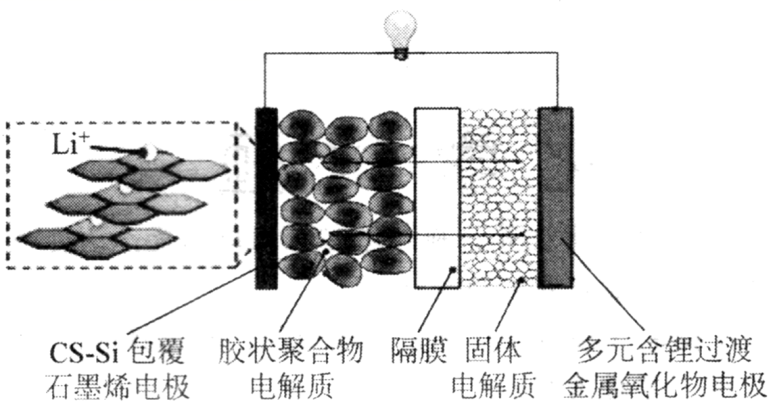 Li⁺
CS-Si 包覆
石墨烯电极
胶状聚合物
电解质
隔膜
固体
电解质
多元含锂过渡
金属氧化物电极